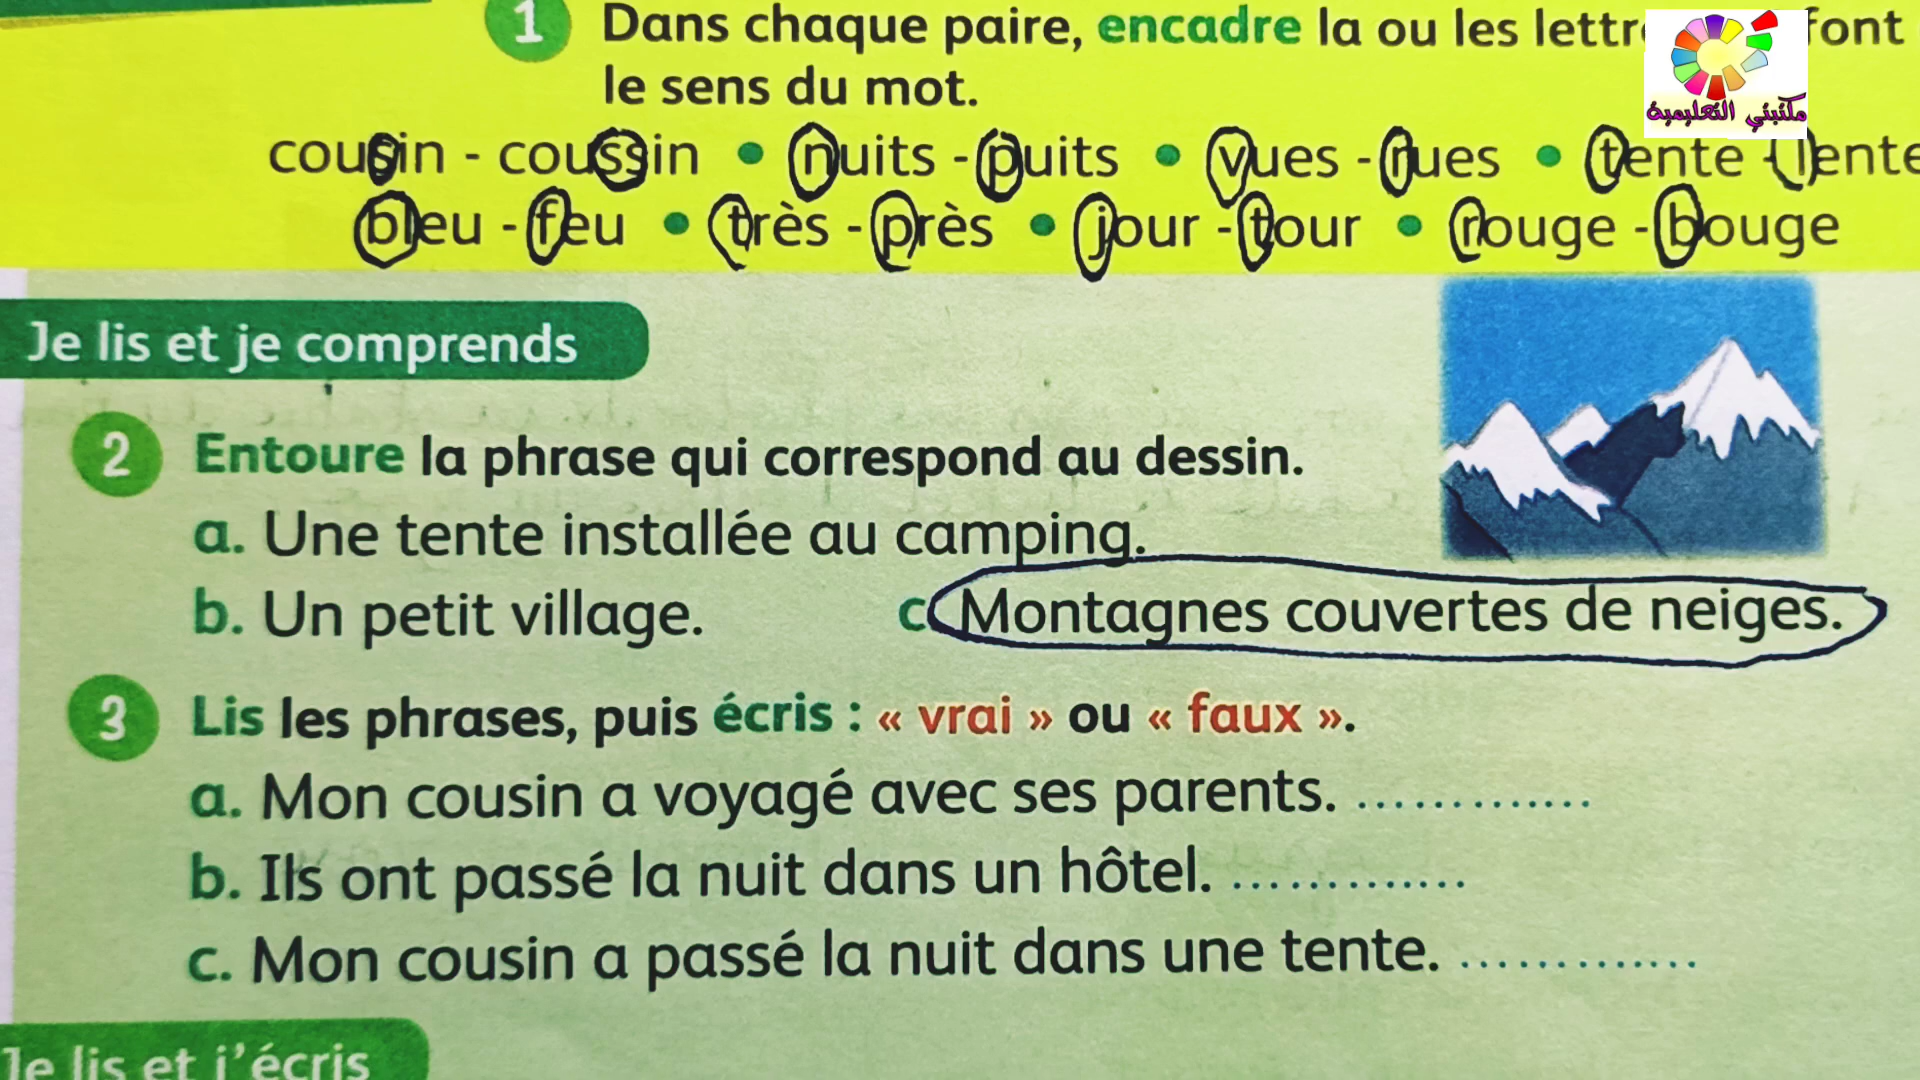 1 Dans chaque paire, encadre la ou les font
le sens du mot.
مكتبتي التعليمية
cousin - coussin • nuits - puits • vues - rues • tente - lente
bleu - feu • très - près • jour - tour • rouge - bouge
Je lis et je comprends
2 Entoure la phrase qui correspond au dessin.
a. Une tente installée au camping.
b. Un petit village. c Montagnes couvertes de neiges.
3 Lis les phrases, puis écris : « vrai » ou « faux ».
a. Mon cousin a voyagé avec ses parents. .............
b. Ils ont passé la nuit dans un hôtel. .............
c. Mon cousin a passé la nuit dans une tente. .............
Je lis et j'écris